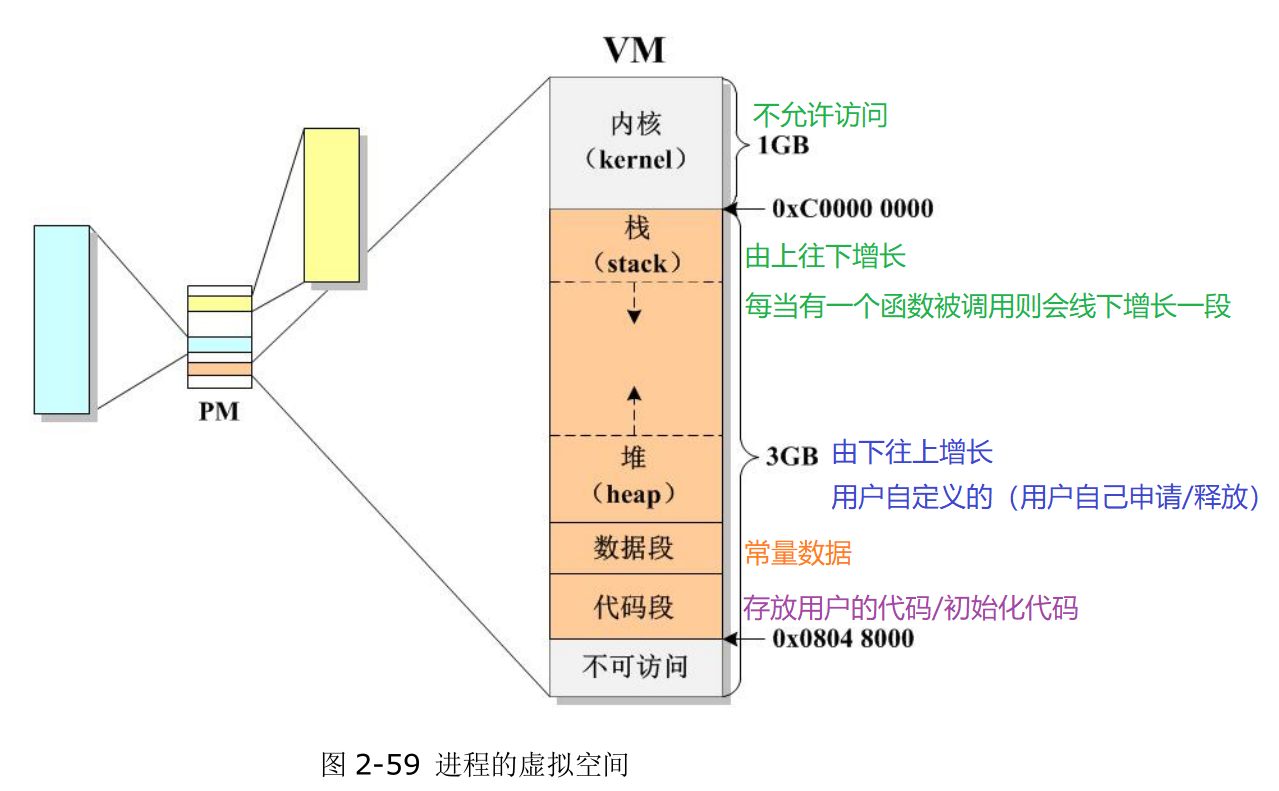 VM
内核
（kernel）
不允许访问
1GB
0xC0000 0000
栈
（stack）
由上往下增长
每当有一个函数被调用则会线下增长一段
PM
3GB
由下往上增长
堆
（heap）
用户自定义的（用户自己申请/释放）
数据段
常量数据
代码段
存放用户的代码/初始化代码
0x0804 8000
不可访问
图 2-59 进程的虚拟空间